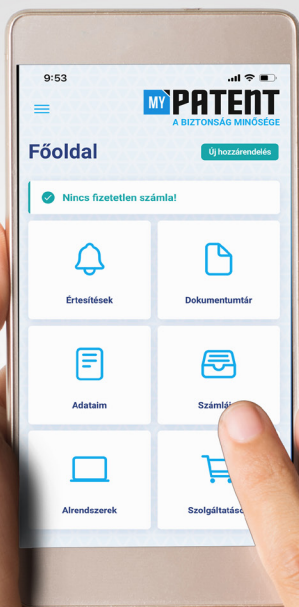 9:53
MY PATENT
A BIZTONSÁG MINŐSÉGE
Főoldal
Új hozzárendelés
Nincs fizetetlen számla!
Értesítések
Dokumentumtár
Adataim
Alrendszerek